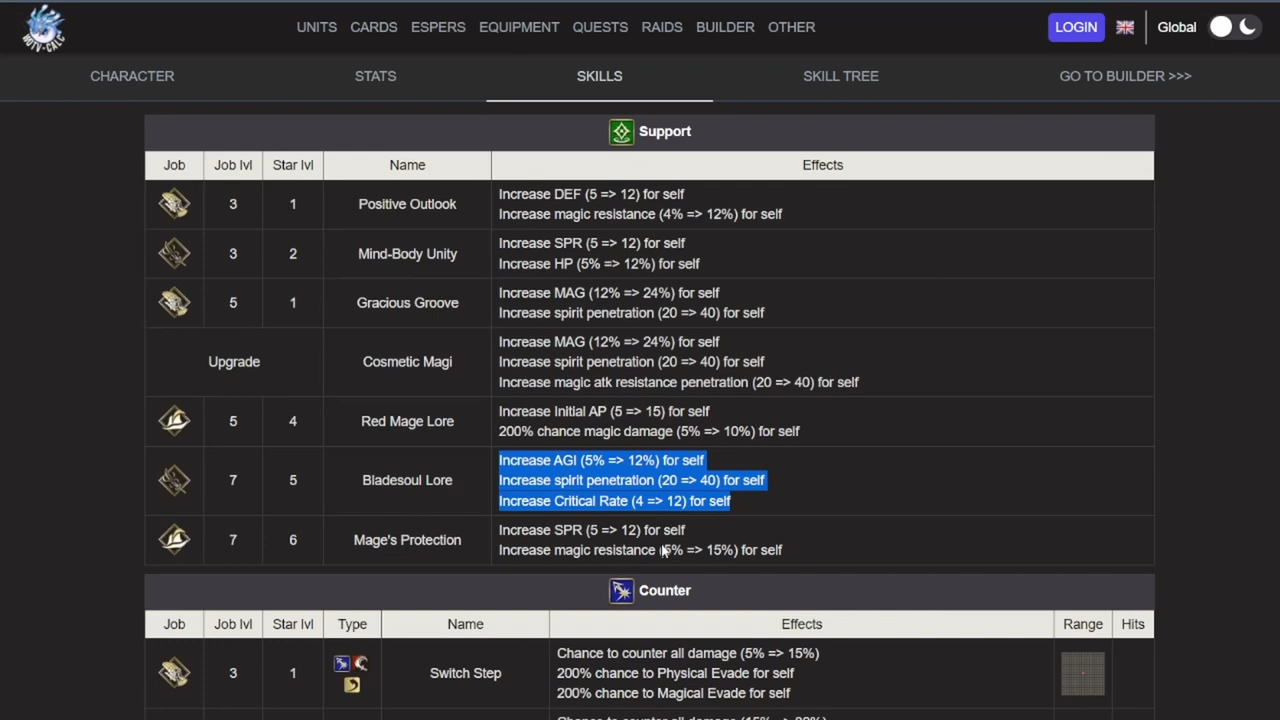 WOTV-CALC
UNITS CARDS ESPERS EQUIPMENT QUESTS RAIDS BUILDER OTHER LOGIN Global
CHARACTER STATS SKILLS SKILL TREE GO TO BUILDER >>>
Support
Job Job lvl Star lvl Name Effects
3 1 Positive Outlook
Increase DEF (5 => 12) for self
Increase magic resistance (4% => 12%) for self
3 2 Mind-Body Unity
Increase SPR (5 => 12) for self
Increase HP (5% => 12%) for self
5 1 Gracious Groove
Increase MAG (12% => 24%) for self
Increase spirit penetration (20 => 40) for self
Upgrade Cosmetic Magi
Increase MAG (12% => 24%) for self
Increase spirit penetration (20 => 40) for self
Increase magic atk resistance penetration (20 => 40) for self
5 4 Red Mage Lore
Increase Initial AP (5 => 15) for self
200% chance magic damage (5% => 10%) for self
7 5 Bladesoul Lore
Increase AGI (5% => 12%) for self
Increase spirit penetration (20 => 40) for self
Increase Critical Rate (4 => 12) for self
7 6 Mage's Protection
Increase SPR (5 => 12) for self
Increase magic resistance (5% => 15%) for self
Counter
Job Job lvl Star lvl Type Name Effects Range Hits
3 1 Switch Step
Chance to counter all damage (5% => 15%)
200% chance to Physical Evade for self
200% chance to Magical Evade for self